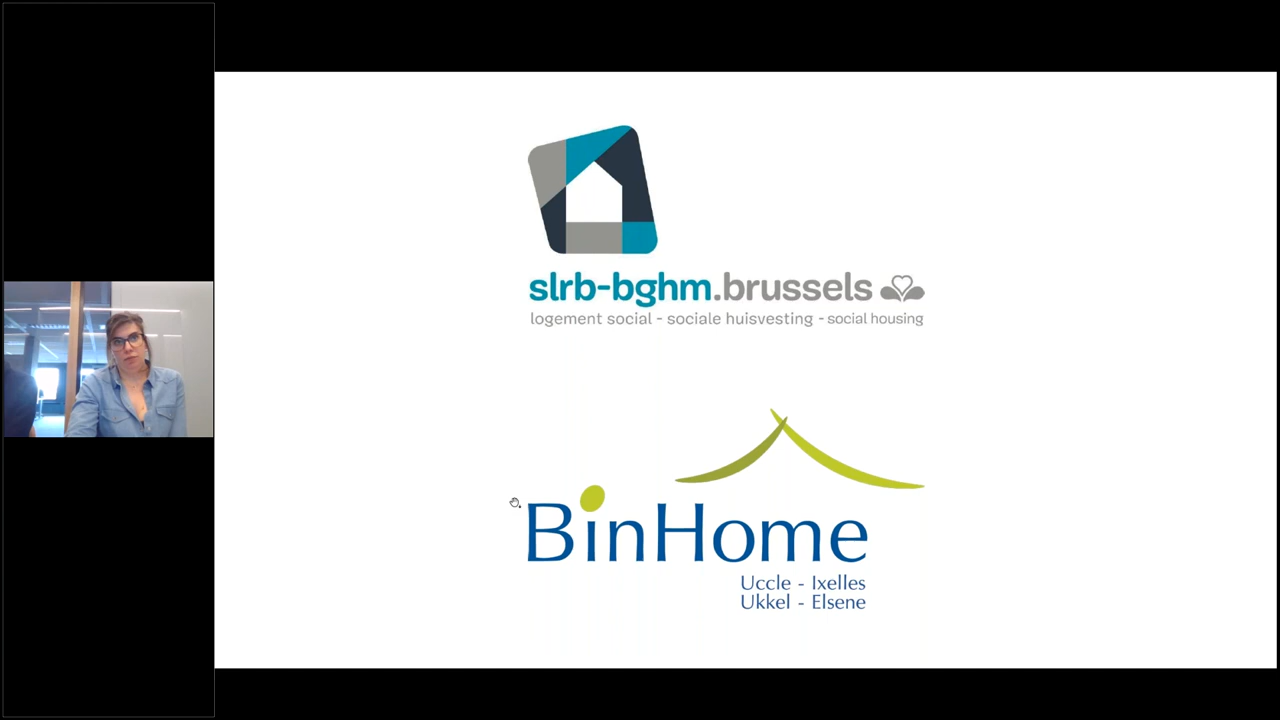 slrb-bghm.brussels
logement social - sociale huisvesting - social housing
BinHome
Uccle - Ixelles
Ukkel - Elsene